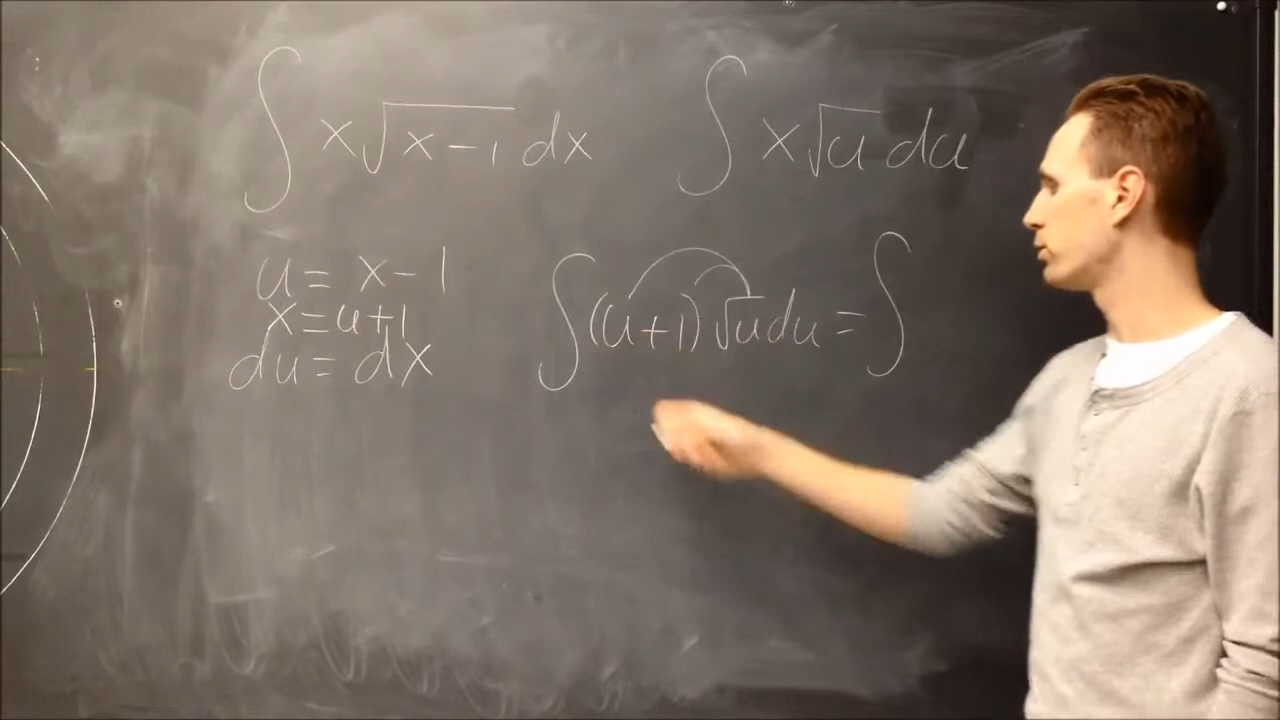 ∫ x√(x-1) dx
∫ x√u du
u = x-1
x=u+1
du = dx
∫(u+1)√u du = ∫